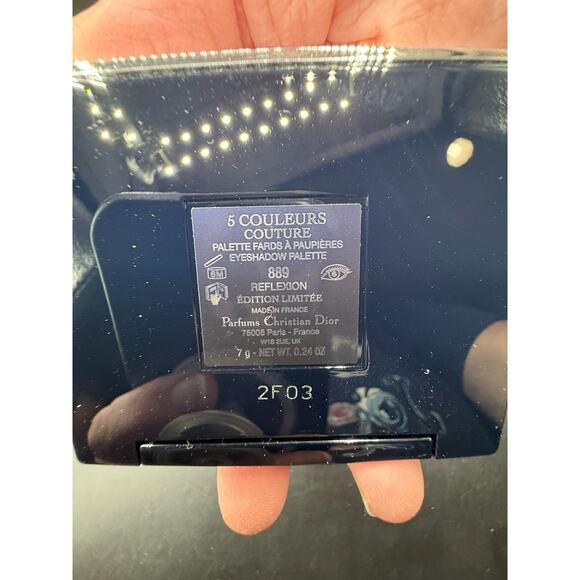 5 COULEURS
COUTURE
PALETTE FARDS À PAUPIÈRES
EYESHADOW PALETTE
6M
889
REFLEXION
ÉDITION LIMITÉE
MADE IN FRANCE
Parfums Christian Dior
75008 Paris - France
W1S 2UE, UK
7 g - NET WT. 0.24 OZ
2F03